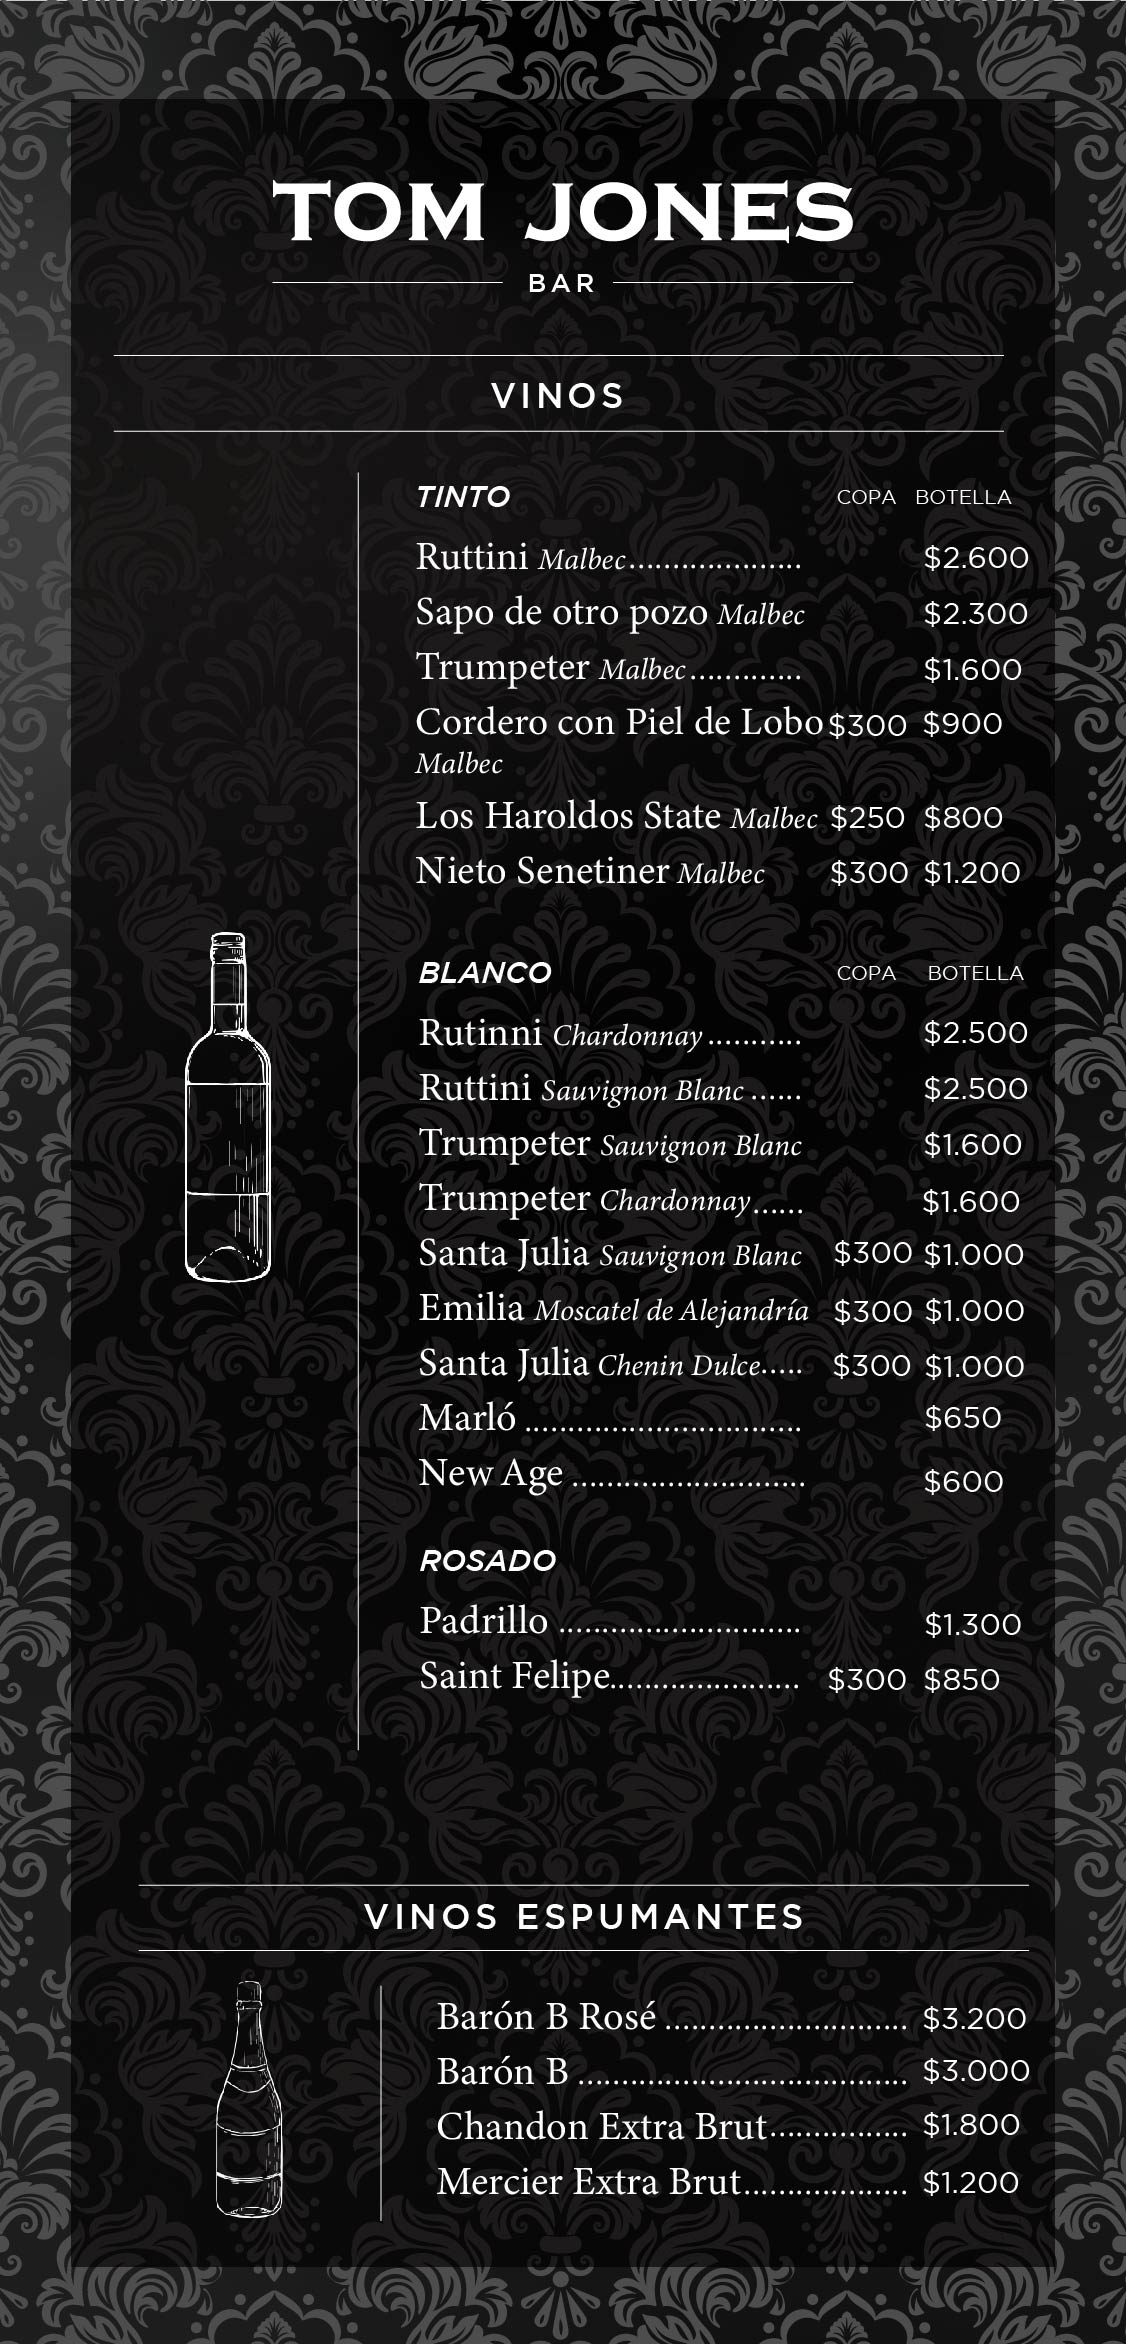 TOM JONES
BAR
VINOS
TINTO COPA BOTELLA
Ruttini Malbec.................... $2.600
Sapo de otro pozo Malbec $2.300
Trumpeter Malbec............. $1.600
Cordero con Piel de Lobo $300 $900
Malbec
Los Haroldos State Malbec $250 $800
Nieto Senetiner Malbec $300 $1.200
BLANCO COPA BOTELLA
Rutinni Chardonnay ........... $2.500
Ruttini Sauvignon Blanc ...... $2.500
Trumpeter Sauvignon Blanc $1.600
Trumpeter Chardonnay...... $1.600
Santa Julia Sauvignon Blanc $300 $1.000
Emilia Moscatel de Alejandría $300 $1.000
Santa Julia Chenin Dulce..... $300 $1.000
Marló ................................ $650
New Age ........................... $600
ROSADO
Padrillo ............................ $1.300
Saint Felipe...................... $300 $850
VINOS ESPUMANTES
Barón B Rosé ............................ $3.200
Barón B ...................................... $3.000
Chandon Extra Brut................ $1.800
Mercier Extra Brut................... $1.200